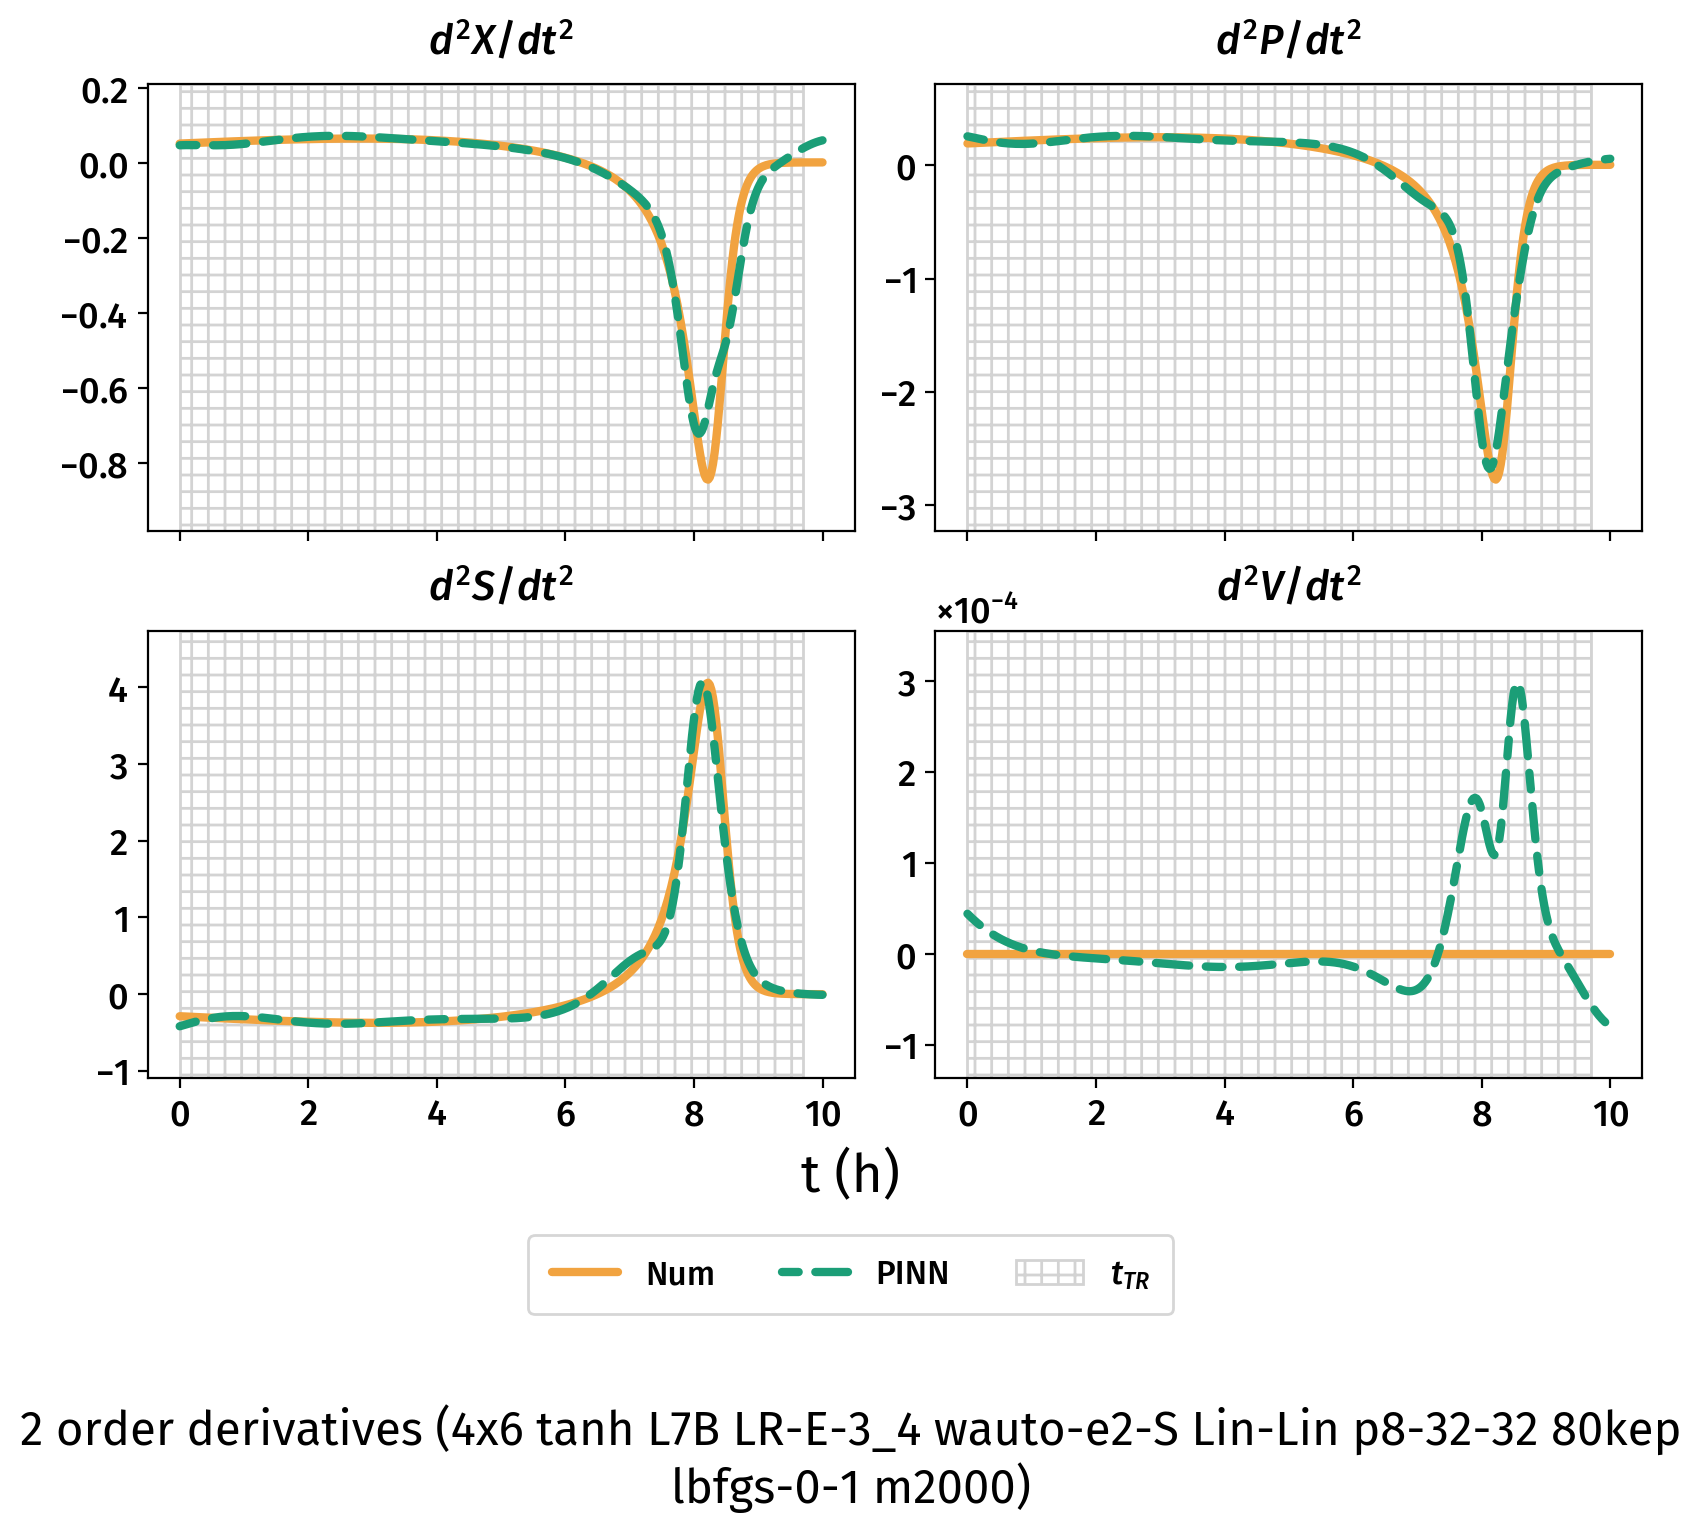 d²X/dt²
d²P/dt²
0.2
0.0
−0.2
−0.4
−0.6
−0.8
0
−1
−2
−3
d²S/dt²
d²V/dt²
×10⁻⁴
4
3
2
1
0
−1
3
2
1
0
−1
0 2 4 6 8 10
0 2 4 6 8 10
t (h)
Num PINN t_TR
2 order derivatives (4x6 tanh L7B LR-E-3_4 wauto-e2-S Lin-Lin p8-32-32 80kep
lbfgs-0-1 m2000)